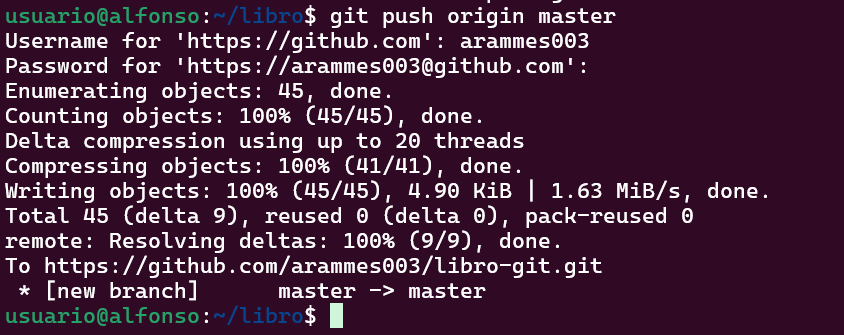 usuario@alfonso:~/libro$ git push origin master
Username for 'https://github.com': arammes003
Password for 'https://arammes003@github.com':
Enumerating objects: 45, done.
Counting objects: 100% (45/45), done.
Delta compression using up to 20 threads
Compressing objects: 100% (41/41), done.
Writing objects: 100% (45/45), 4.90 KiB | 1.63 MiB/s, done.
Total 45 (delta 9), reused 0 (delta 0), pack-reused 0
remote: Resolving deltas: 100% (9/9), done.
To https://github.com/arammes003/libro-git.git
 * [new branch]      master -> master
usuario@alfonso:~/libro$